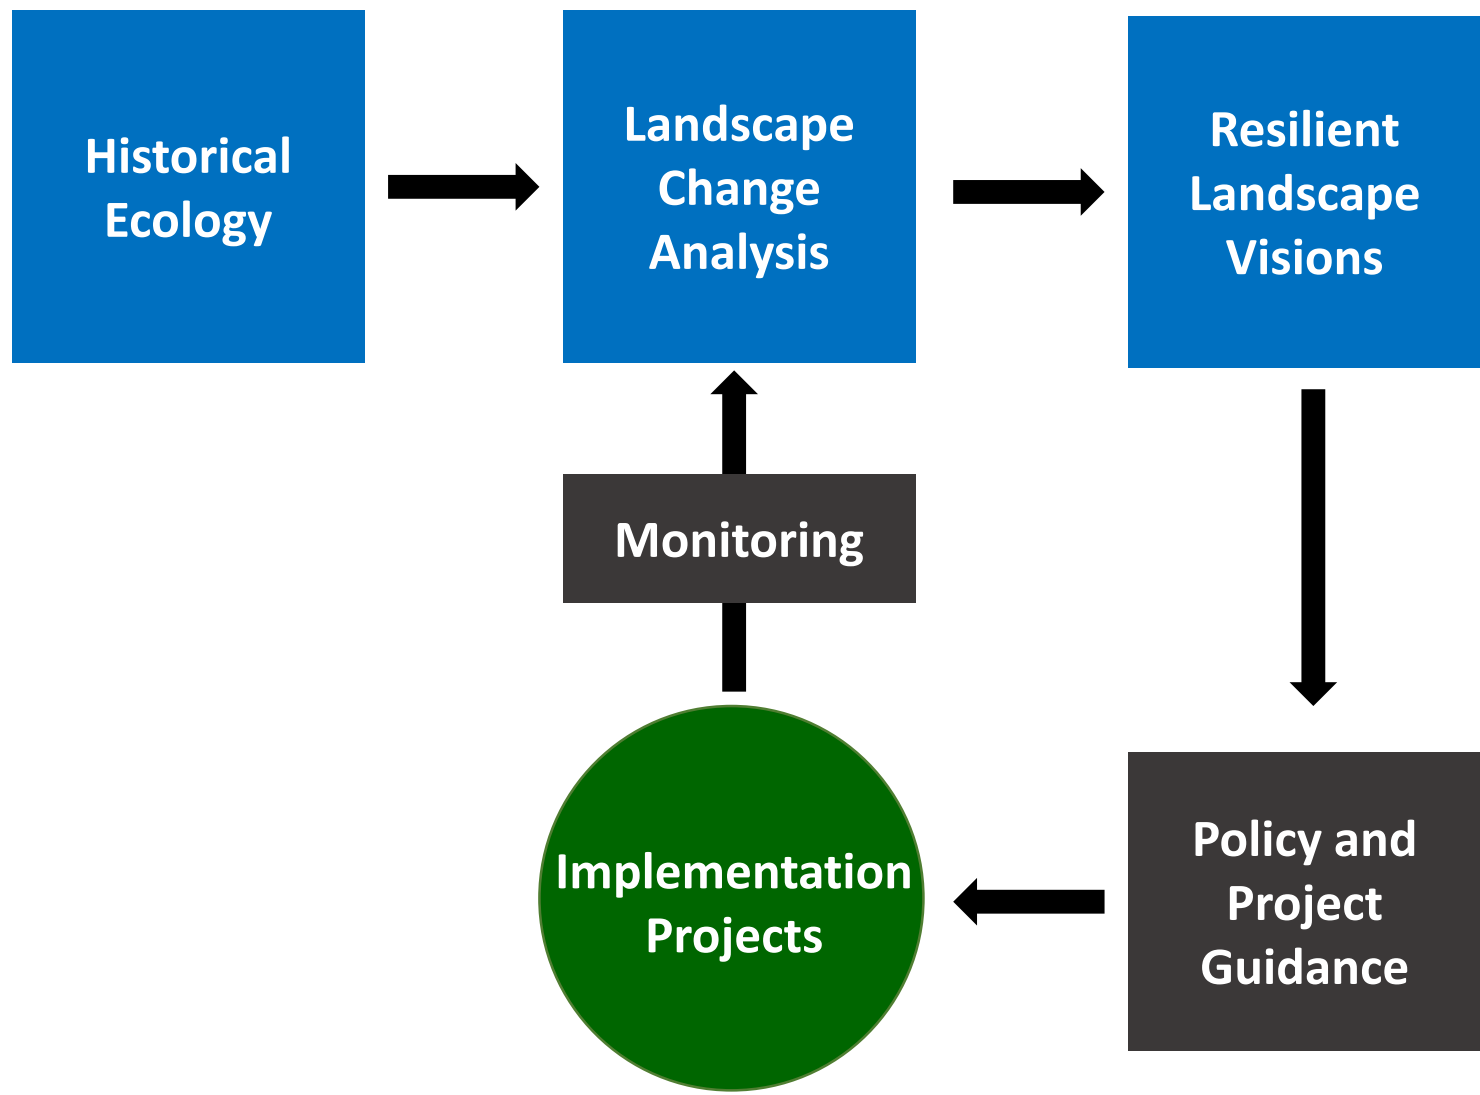 Historical
Ecology
Landscape
Change
Analysis
Resilient
Landscape
Visions
Monitoring
Implementation
Projects
Policy and
Project
Guidance